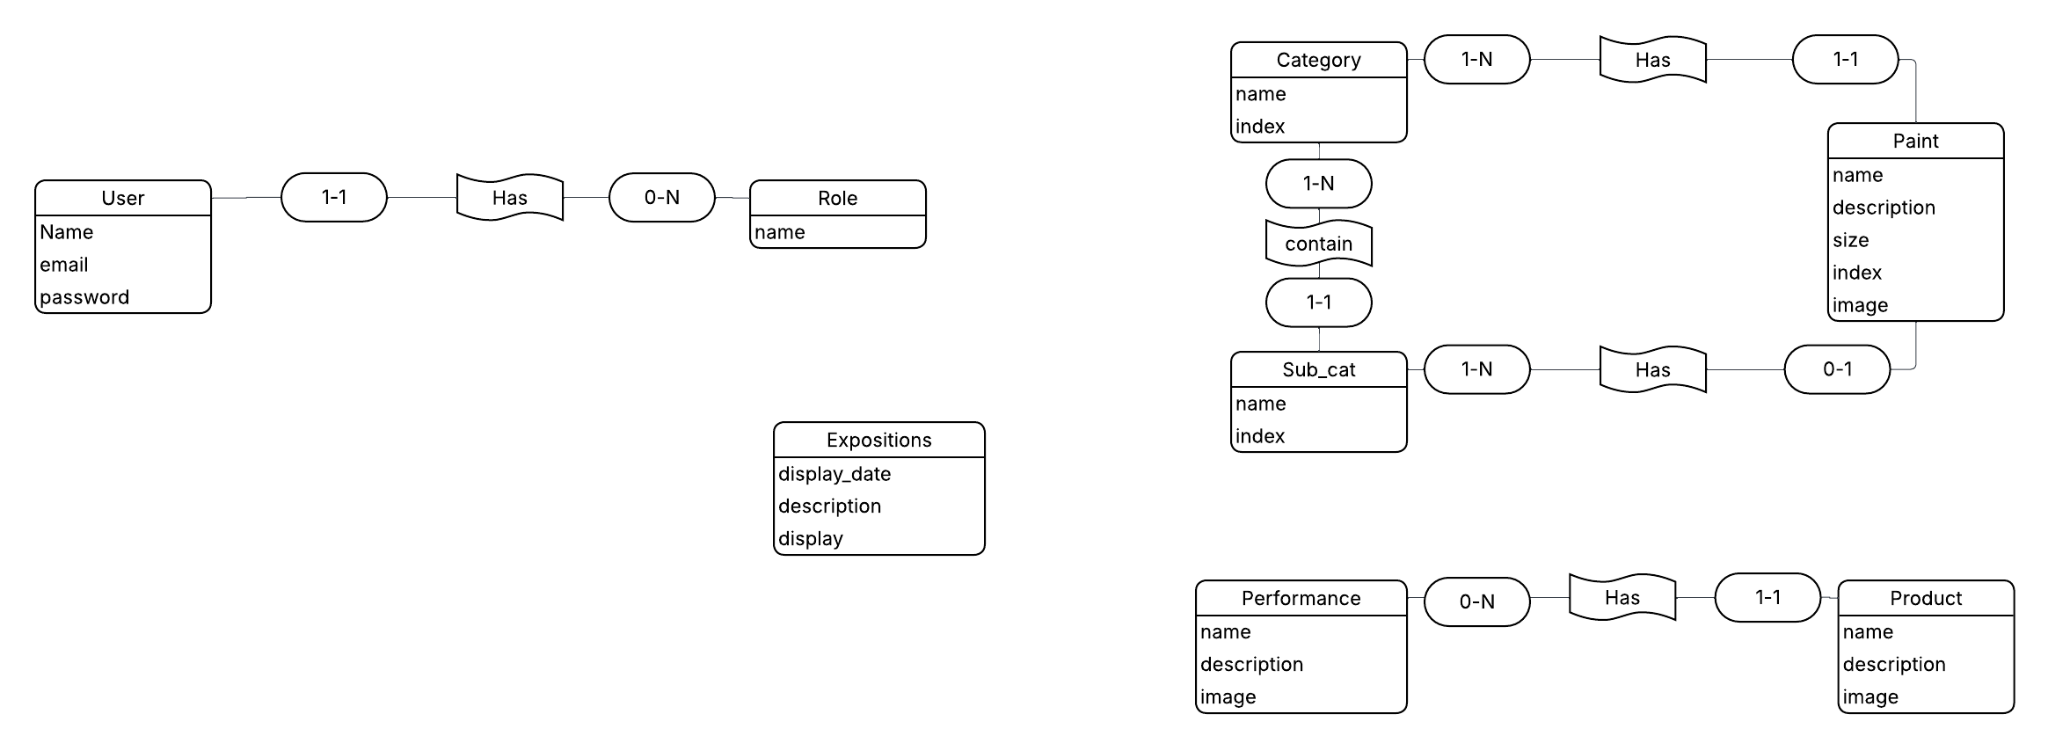 User
Name
email
password
1-1
Has
0-N
Role
name
Expositions
display_date
description
display
Category
name
index
1-N
Has
1-1
Paint
name
description
size
index
image
1-N
contain
1-1
Sub_cat
name
index
1-N
Has
0-1
Performance
name
description
image
0-N
Has
1-1
Product
name
description
image